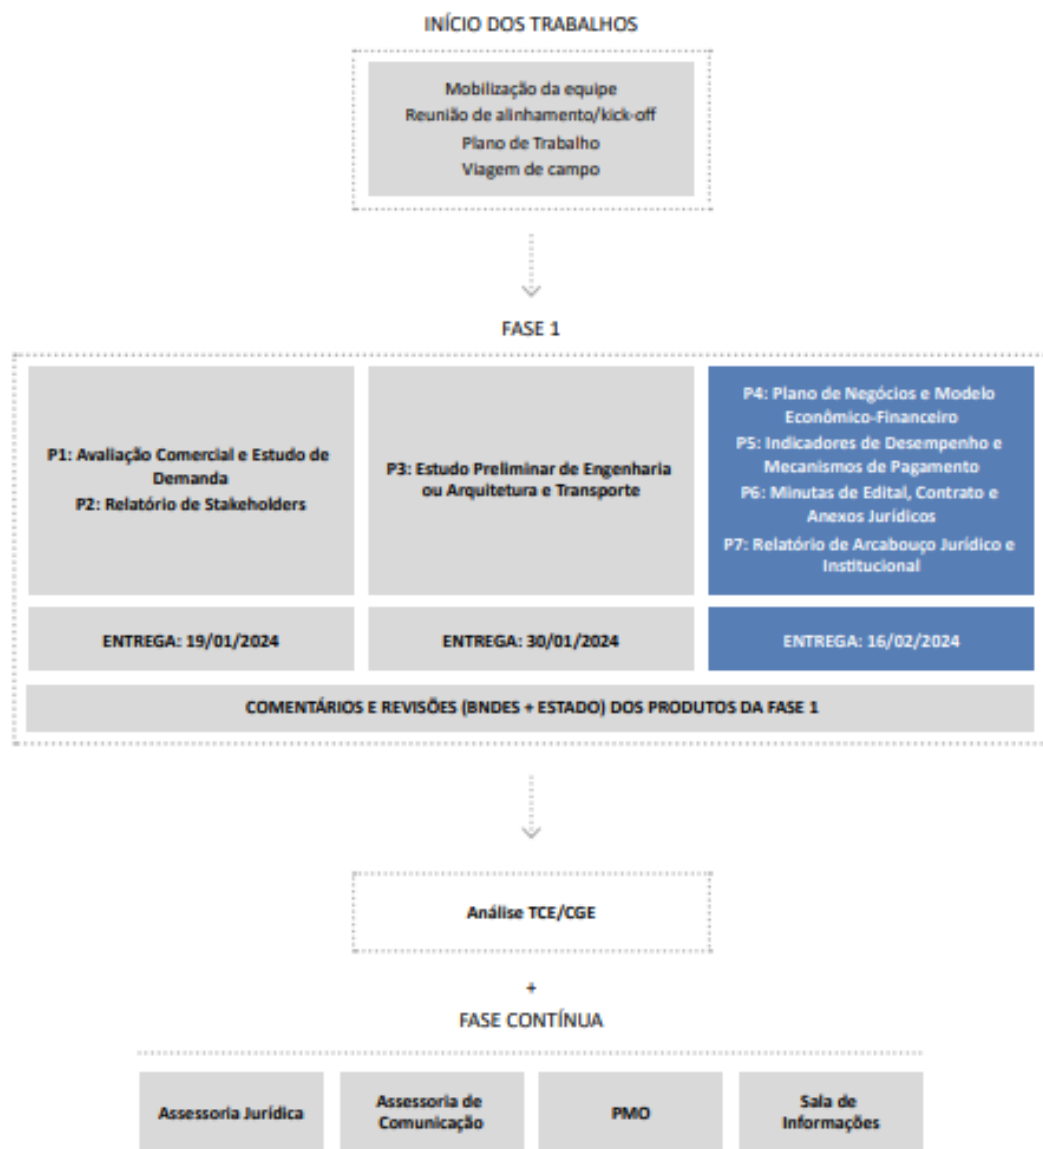 INÍCIO DOS TRABALHOS
Mobilização da equipe
Reunião de alinhamento/kick-off
Plano de Trabalho
Viagem de campo
FASE 1
P1: Avaliação Comercial e Estudo de
Demanda
P2: Relatório de Stakeholders
P3: Estudo Preliminar de Engenharia
ou Arquitetura e Transporte
P4: Plano de Negócios e Modelo
Econômico-Financeiro
P5: Indicadores de Desempenho e
Mecanismos de Pagamento
P6: Minutas de Edital, Contrato e
Anexos Jurídicos
P7: Relatório de Arcabouço Jurídico e
Institucional
ENTREGA: 19/01/2024
ENTREGA: 30/01/2024
ENTREGA: 16/02/2024
COMENTÁRIOS E REVISÕES (BNDES + ESTADO) DOS PRODUTOS DA FASE 1
Análise TCE/CGE
+
FASE CONTÍNUA
Assessoria Jurídica
Assessoria de
Comunicação
PMO
Sala de
Informações